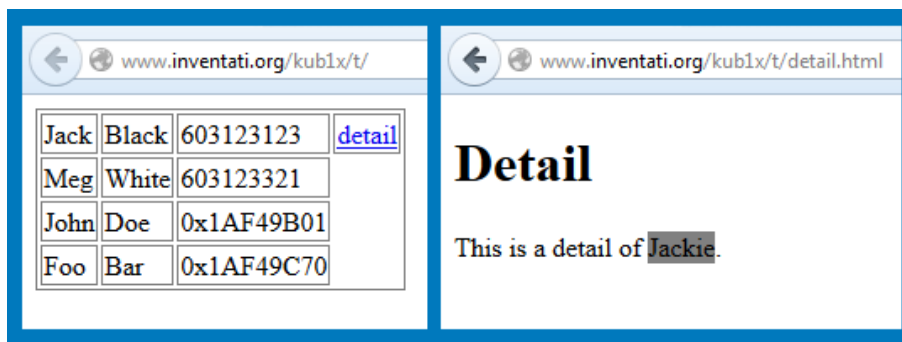 www.inventati.org/kub1x/t/
Jack Black 603123123 detail
Meg White 603123321
John Doe 0x1AF49B01
Foo Bar 0x1AF49C70
www.inventati.org/kub1x/t/detail.html
Detail
This is a detail of Jackie.